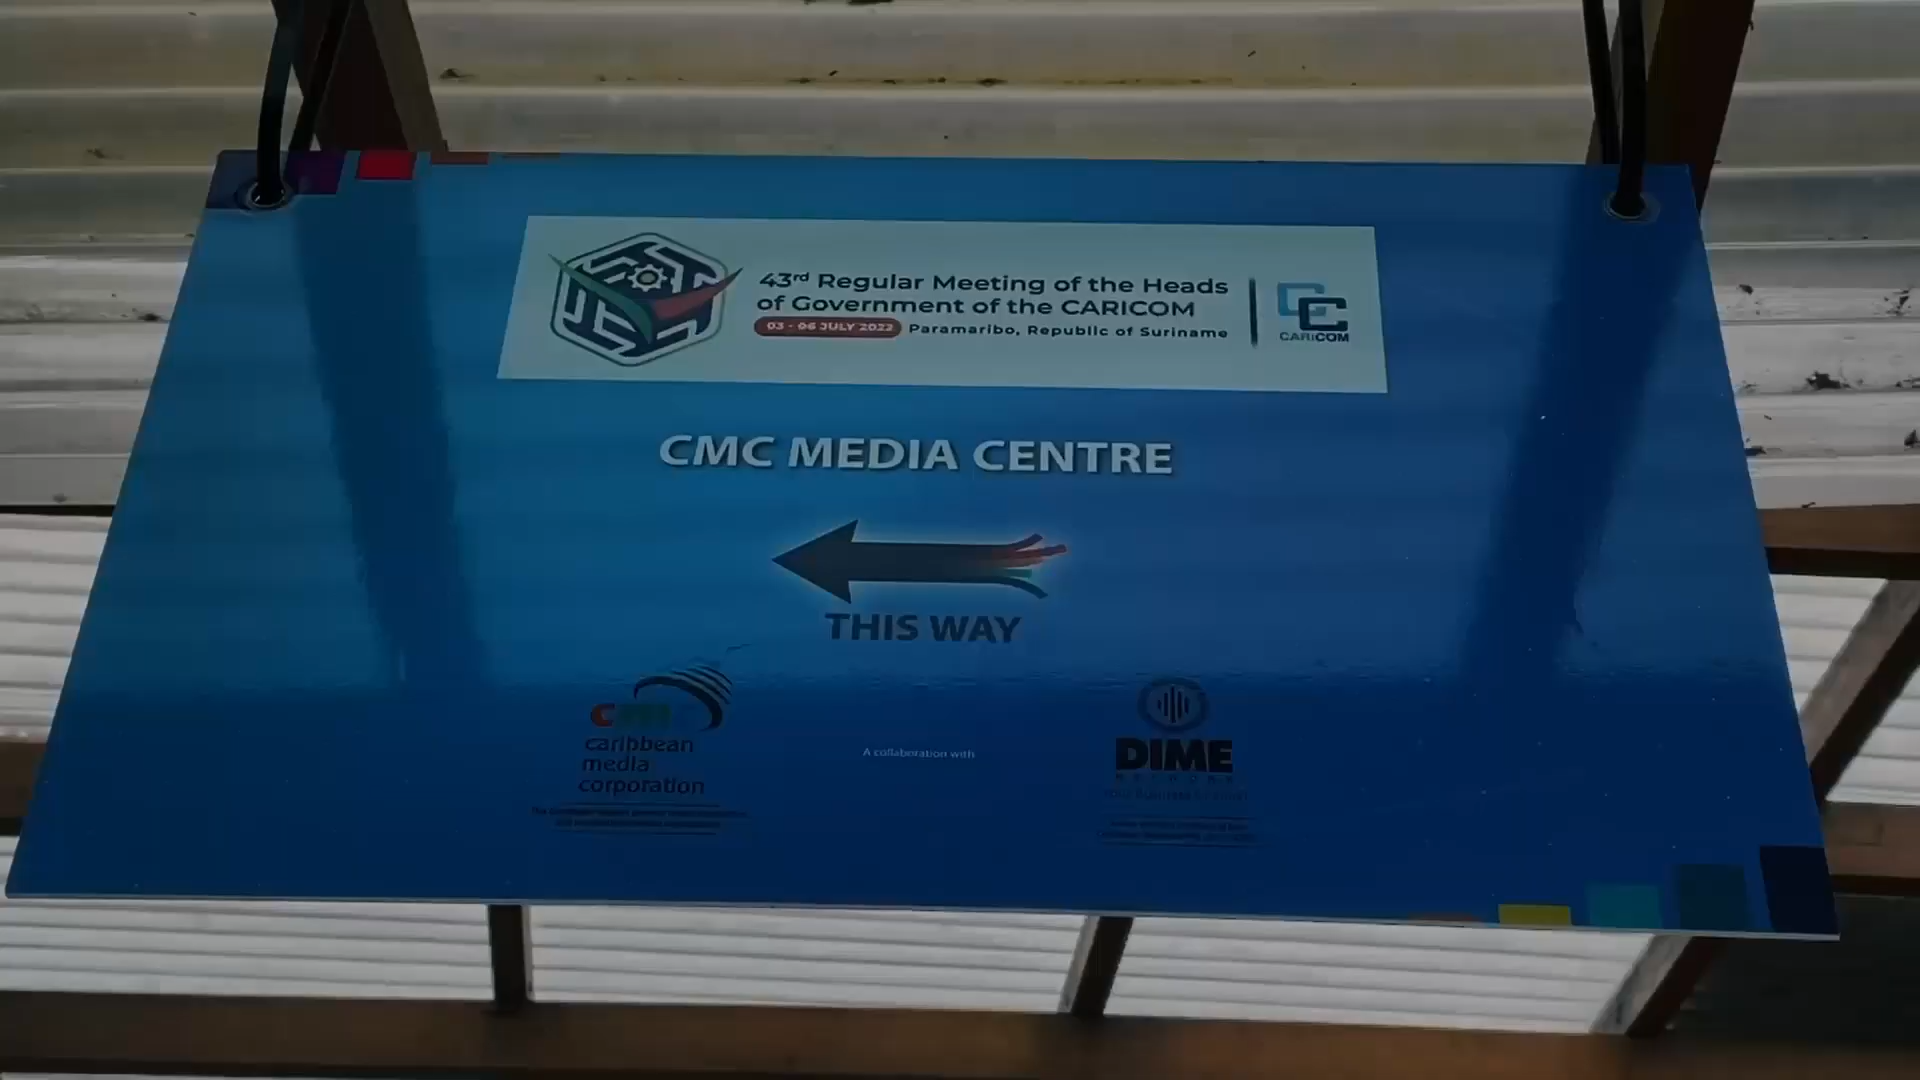 43rd Regular Meeting of the Heads
of Government of the CARICOM
03 - 06 JULY 2022 Paramaribo, Republic of Suriname
CARICOM
CMC MEDIA CENTRE
THIS WAY
caribbean
media
corporation
A collaboration with
DIME
NETWORK